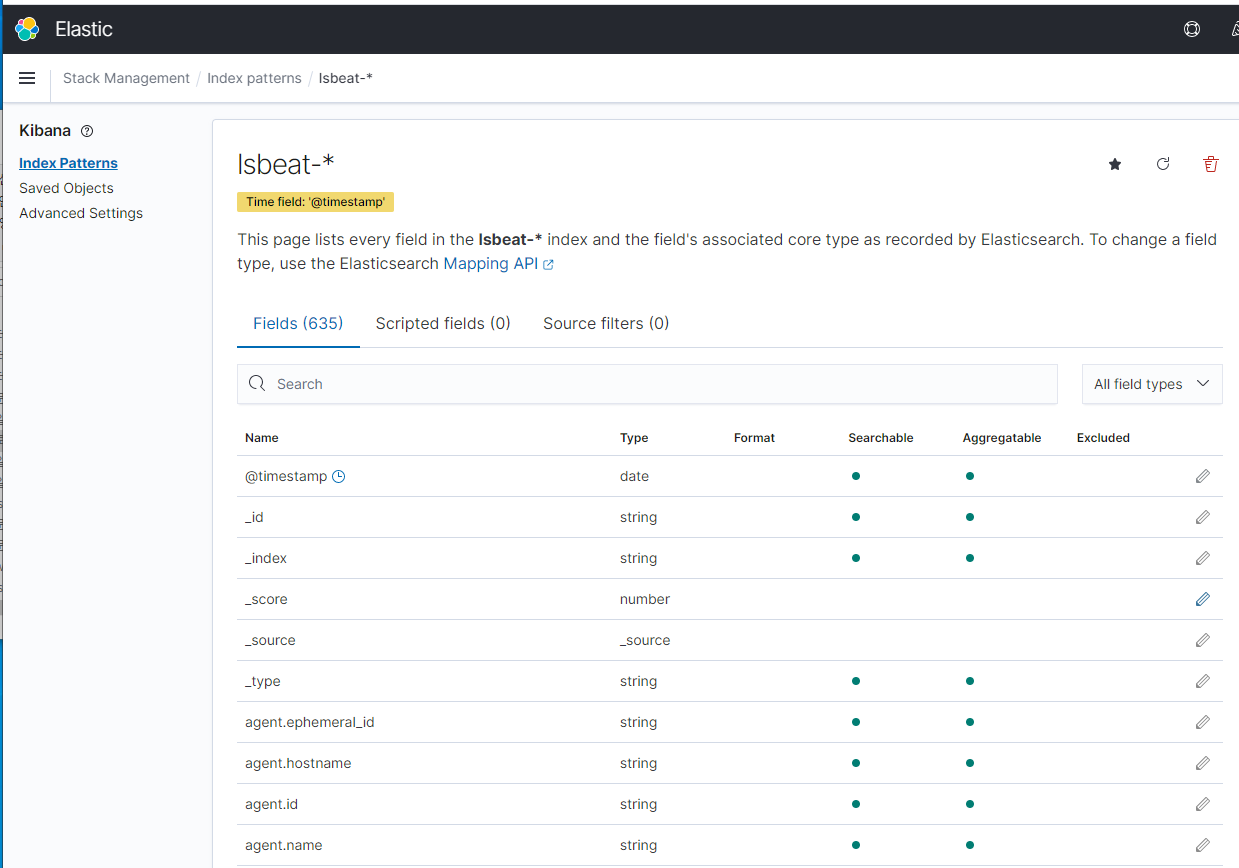 Elastic
Stack Management / Index patterns / lsbeat-*
Kibana
Index Patterns
Saved Objects
Advanced Settings
lsbeat-*
Time field: '@timestamp'
This page lists every field in the lsbeat-* index and the field's associated core type as recorded by Elasticsearch. To change a field
type, use the Elasticsearch Mapping API
Fields (635) Scripted fields (0) Source filters (0)
Search All field types
Name Type Format Searchable Aggregatable Excluded
@timestamp date
_id string
_index string
_score number
_source _source
_type string
agent.ephemeral_id string
agent.hostname string
agent.id string
agent.name string